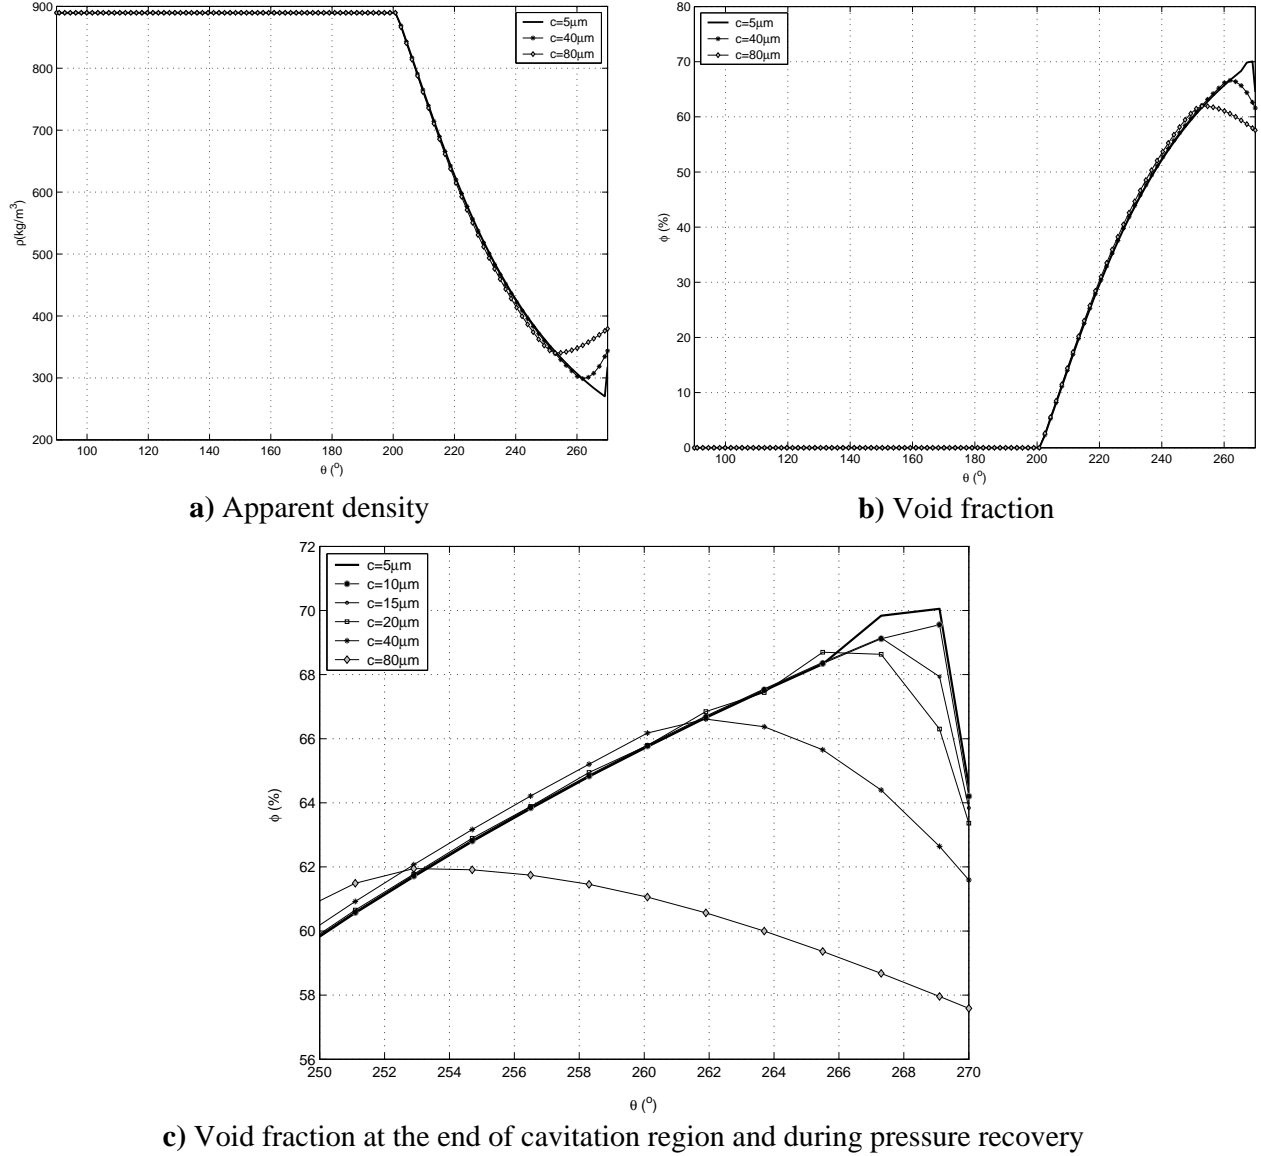 900
800
700
600
500
400
300
200
ρ(kg/m³)
100 120 140 160 180 200 220 240 260
θ (°)
c=5μm
c=40μm
c=80μm
a) Apparent density
80
70
60
50
40
30
20
10
0
φ (%)
100 120 140 160 180 200 220 240 260
θ (°)
c=5μm
c=40μm
c=80μm
b) Void fraction
72
70
68
66
64
62
60
58
56
φ (%)
250 252 254 256 258 260 262 264 266 268 270
θ (°)
c=5μm
c=10μm
c=15μm
c=20μm
c=40μm
c=80μm
c) Void fraction at the end of cavitation region and during pressure recovery